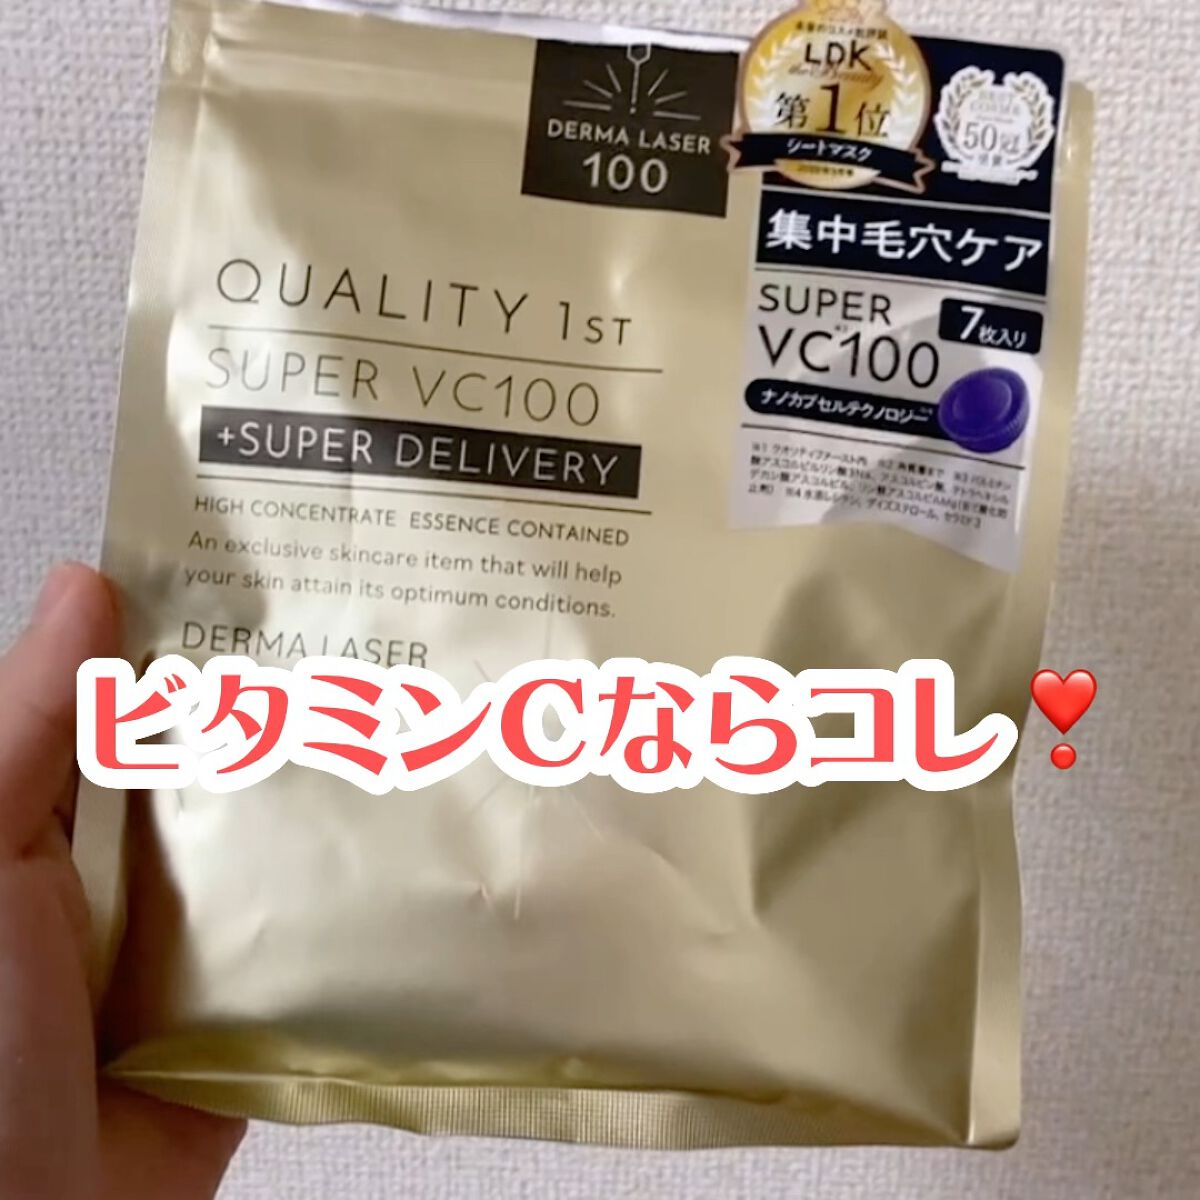 DERMA LASER
100
LDK
the Beauty
第1位
シートマスク
50冠
集中毛穴ケア
SUPER
VC100
7枚入り
ナノカプセルテクノロジー
QUALITY 1ST
SUPER VC100
+SUPER DELIVERY
HIGH CONCENTRATE ESSENCE CONTAINED
An exclusive skincare item that will help
your skin attain its optimum conditions.
DERMA LASER
ビタミンCならコレ❣